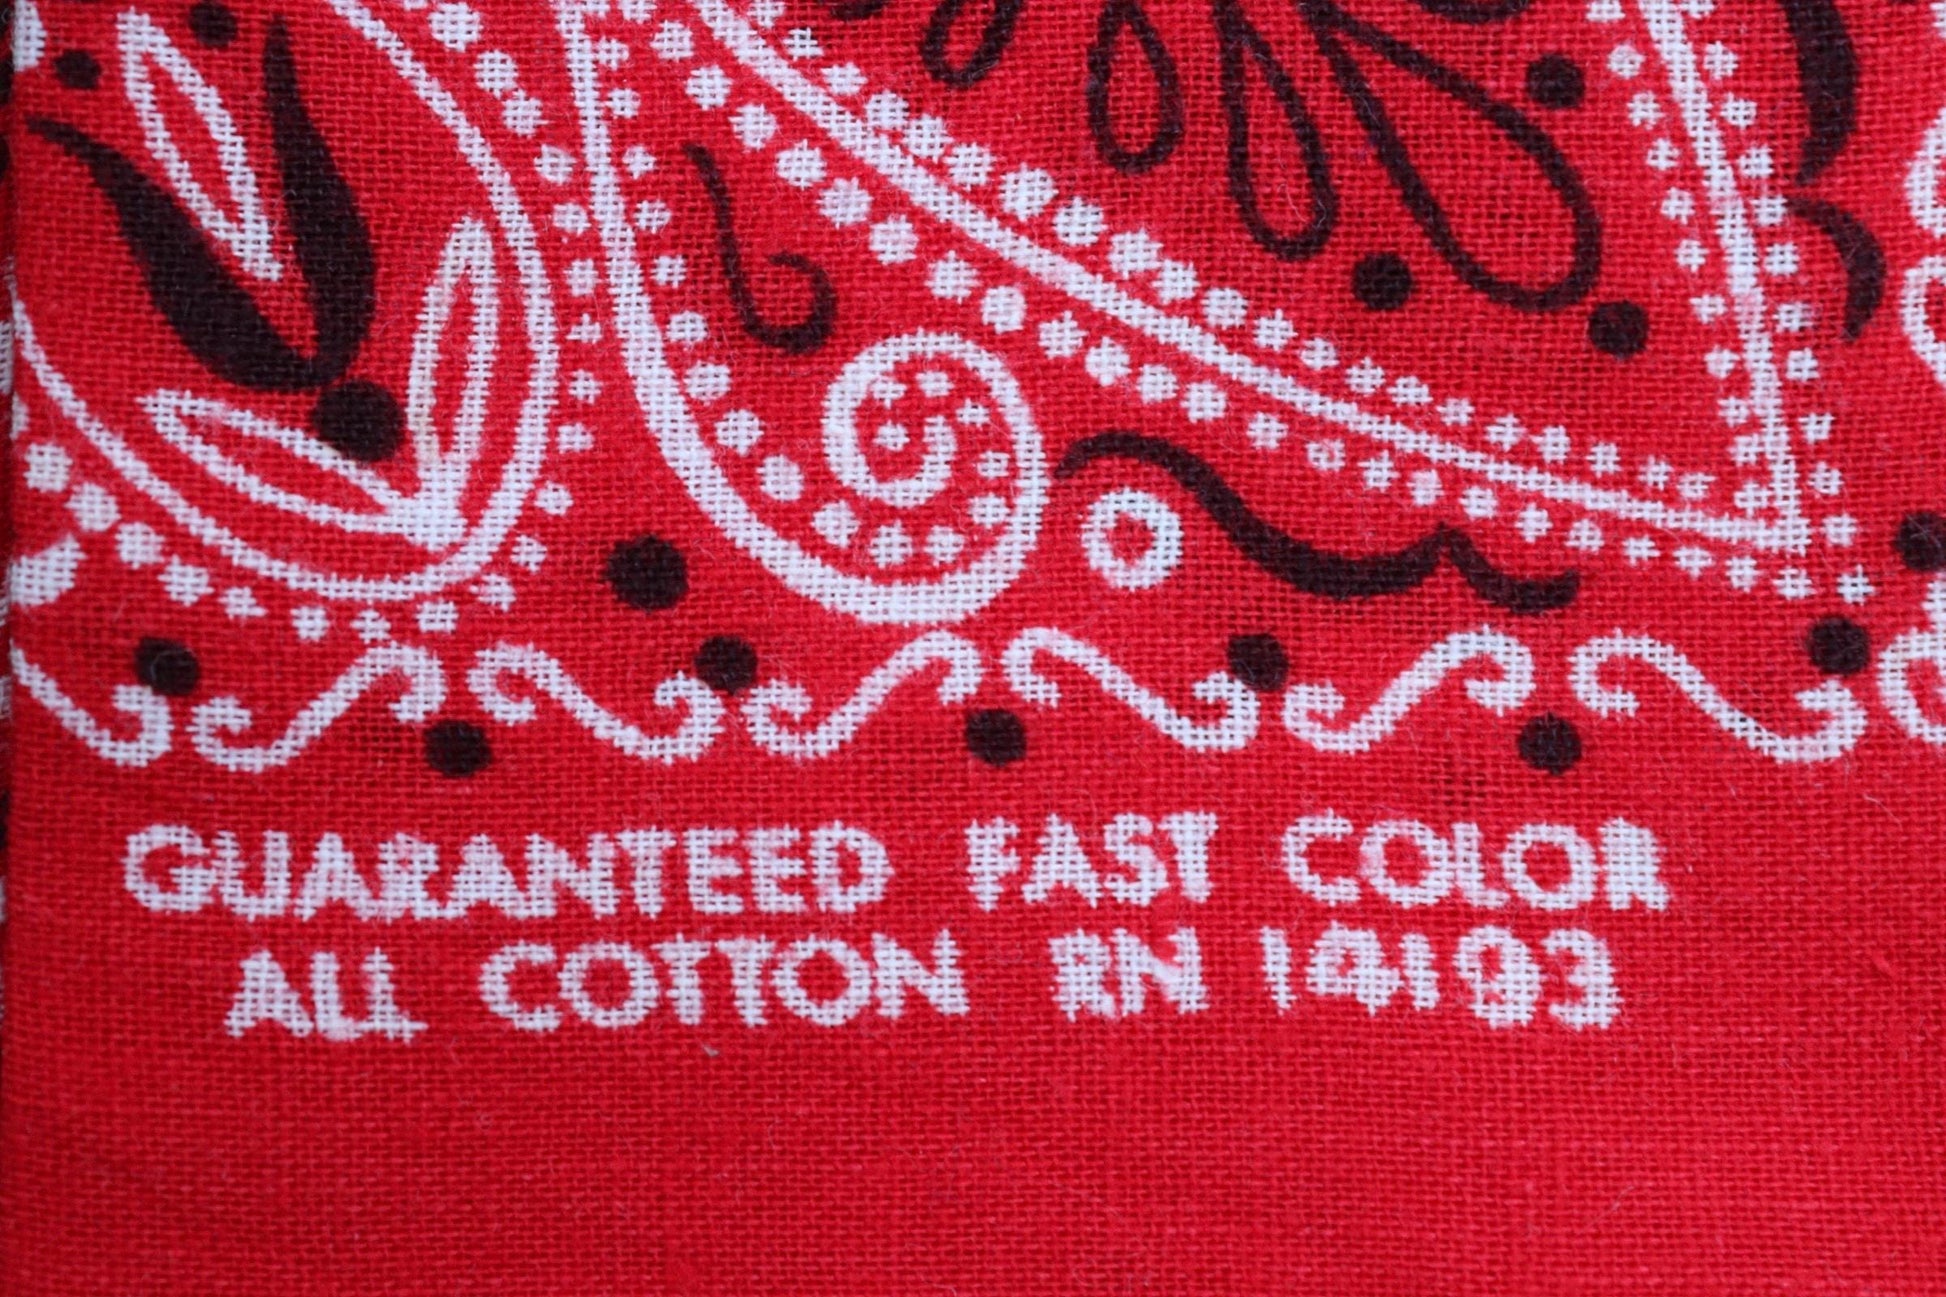 GUARANTEED FAST COLOR
ALL COTTON RN 14193